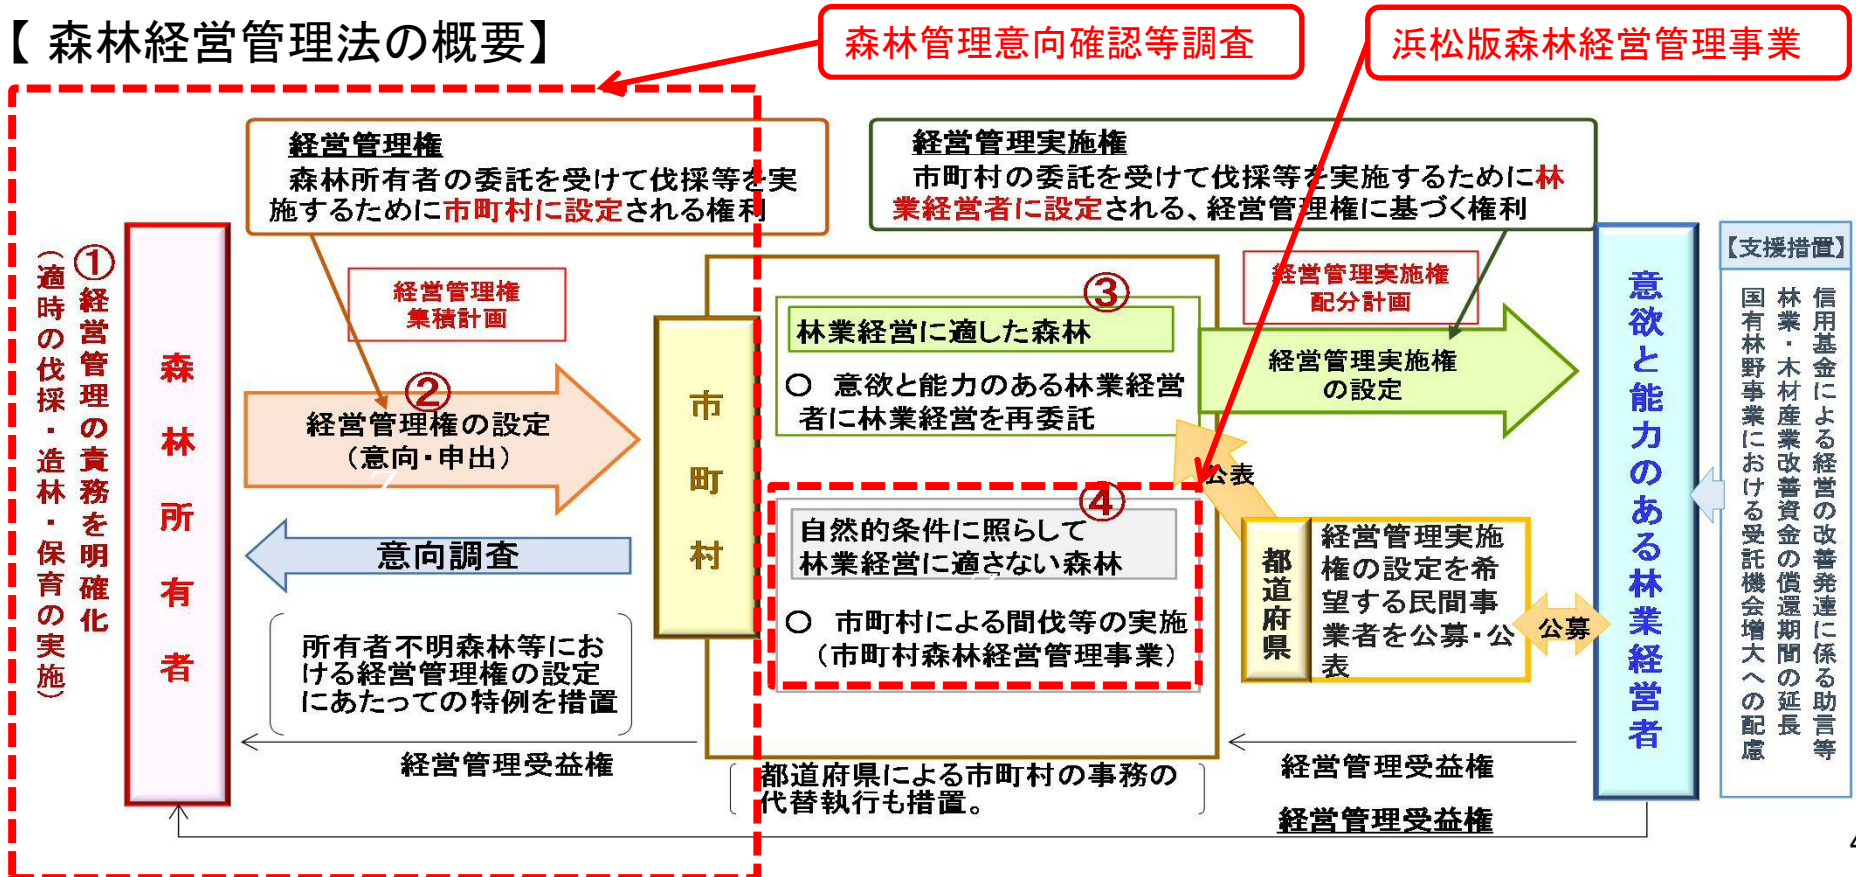 【 森林経営管理法の概要】
森林管理意向確認等調査
浜松版森林経営管理事業
経営管理権
森林所有者の委託を受けて伐採等を実
施するために市町村に設定される権利
経営管理実施権
市町村の委託を受けて伐採等を実施するために林
業経営者に設定される、経営管理権に基づく権利
①経営管理の責務を明確化
(適時の伐採・造林・保育の実施)
森林所有者
経営管理権
集積計画
②
経営管理権の設定
(意向・申出)
意向調査
所有者不明森林等にお
ける経営管理権の設定
にあたっての特例を措置
経営管理受益権
市町村
③
林業経営に適した森林
○ 意欲と能力のある林業経営
者に林業経営を再委託
④
自然的条件に照らして
林業経営に適さない森林
○ 市町村による間伐等の実施
(市町村森林経営管理事業)
都道府県による市町村の事務の
代替執行も措置。
経営管理実施権
配分計画
経営管理実施権
の設定
公表
都道府県
経営管理実施
権の設定を希
望する民間事
業者を公募・公
表
公募
経営管理受益権
経営管理受益権
意欲と能力のある林業経営者
【支援措置】
信用基金による経営の改善発達に係る助言等
林業・木材産業改善資金の償還期間の延長
国有林野事業における受託機会増大への配慮
4